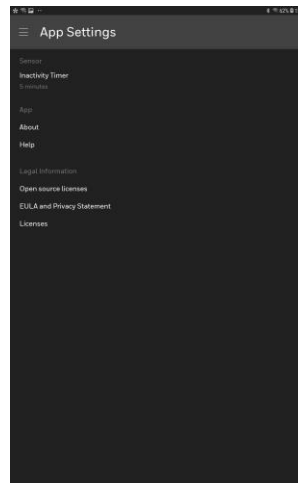 App Settings
Sensor
Inactivity Timer
5 minutes
App
About
Help
Legal Information
Open source licenses
EULA and Privacy Statement
Licenses